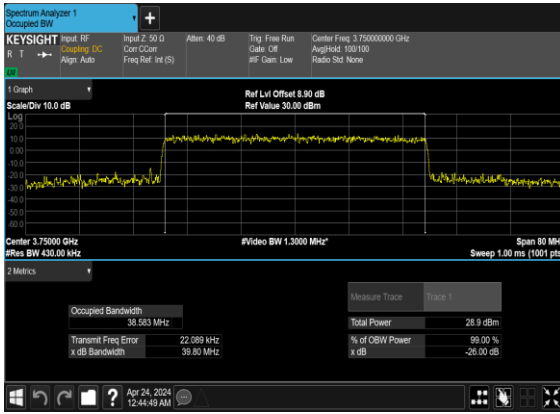 Spectrum Analyzer 1
Occupied BW
KEYSIGHT
R T
Input: RF
Coupling: DC
Align: Auto
Input Z: 50 Ω
Corr CCorr
Freq Ref: Int (S)
Atten: 40 dB
Trig: Free Run
Gate: Off
#IF Gain: Low
Center Freq: 3.750000000 GHz
Avg|Hold: 100/100
Radio Std: None
1 Graph
Scale/Div 10.0 dB
Ref Lvl Offset 8.90 dB
Ref Value 30.00 dBm
Log
20.0
10.0
0.00
-10.0
-20.0
-30.0
-40.0
-50.0
-60.0
Center 3.75000 GHz
#Res BW 430.00 kHz
#Video BW 1.3000 MHz*
Span 80 MH
Sweep 1.00 ms (1001 pts
2 Metrics
Measure Trace Trace 1
Occupied Bandwidth
38.583 MHz
Total Power 28.9 dBm
Transmit Freq Error 22.089 kHz
x dB Bandwidth 39.80 MHz
% of OBW Power 99.00 %
x dB -26.00 dB
?
Apr 24, 2024
12:44:49 AM